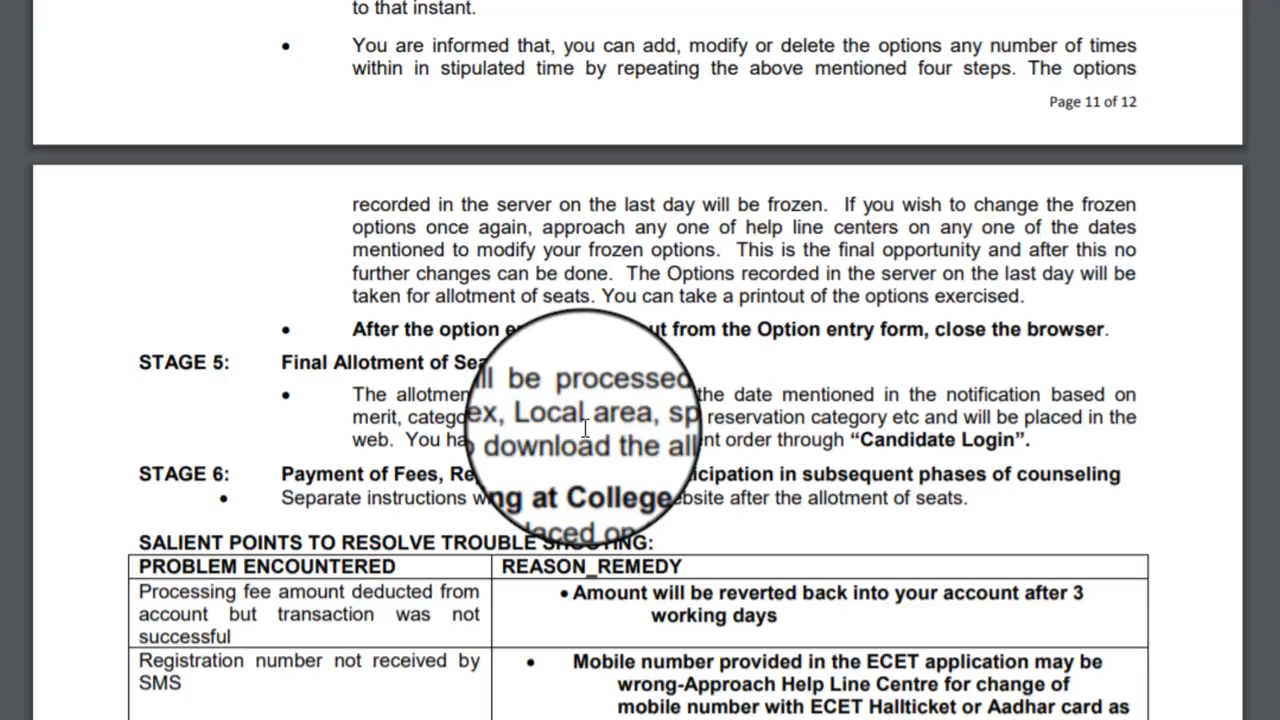 to that instant.
• You are informed that, you can add, modify or delete the options any number of times
within in stipulated time by repeating the above mentioned four steps. The options
Page 11 of 12
recorded in the server on the last day will be frozen. If you wish to change the frozen
options once again, approach any one of help line centers on any one of the dates
mentioned to modify your frozen options. This is the final opportunity and after this no
further changes can be done. The Options recorded in the server on the last day will be
taken for allotment of seats. You can take a printout of the options exercised.
• After the option ut from the Option entry form, close the browser.
STAGE 5: Final Allotment of Sea
ll be processed
• The allotmen the date mentioned in the notification based on
merit, catego ex, Local area, sp reservation category etc and will be placed in the
web. You ha download the all nt order through “Candidate Login”.
STAGE 6: Payment of Fees, Re icipation in subsequent phases of counseling
• Separate instructions w ng at College bsite after the allotment of seats.
laced on
SALIENT POINTS TO RESOLVE TROUBLE SHOOTING:
PROBLEM ENCOUNTERED REASON_REMEDY
Processing fee amount deducted from
account but transaction was not
successful
• Amount will be reverted back into your account after 3
working days
Registration number not received by
SMS
• Mobile number provided in the ECET application may be
wrong-Approach Help Line Centre for change of
mobile number with ECET Hallticket or Aadhar card as